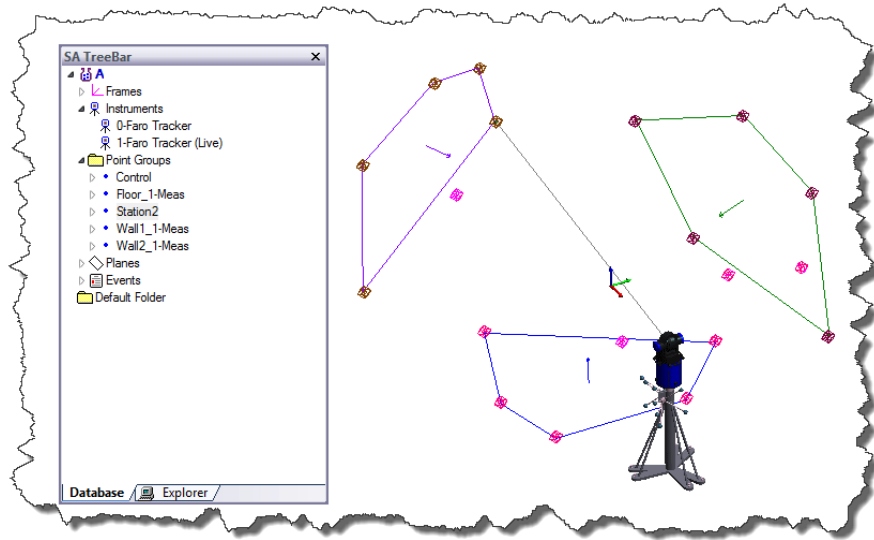 SA TreeBar
A
Frames
Instruments
0-Faro Tracker
1-Faro Tracker (Live)
Point Groups
Control
Floor_1-Meas
Station2
Wall1_1-Meas
Wall2_1-Meas
Planes
Events
Default Folder
Database Explorer